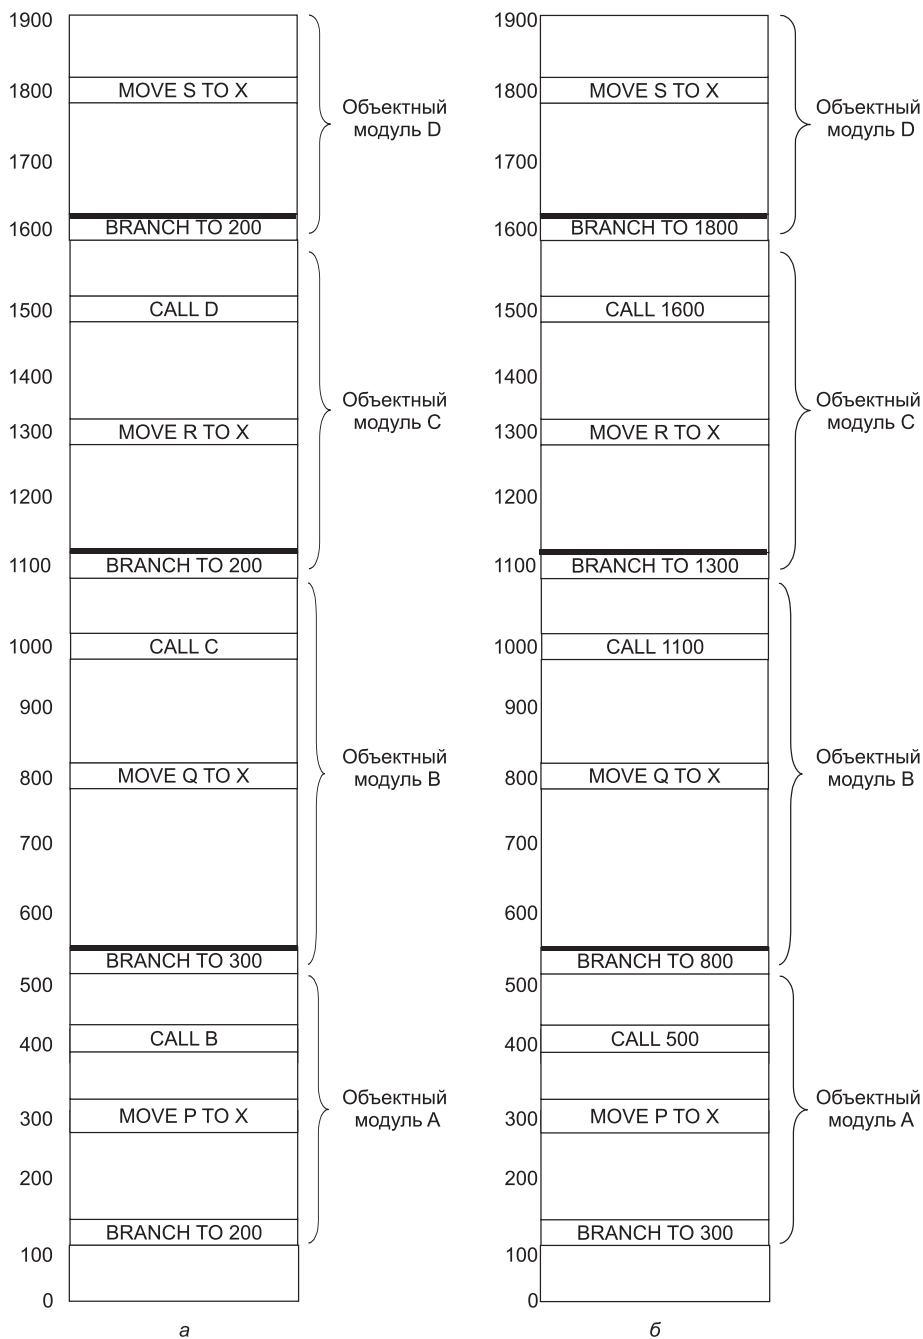 1900
1800
MOVE S TO X
1700
1600
BRANCH TO 200
Объектный
модуль D
1500
CALL D
1400
1300
MOVE R TO X
1200
1100
BRANCH TO 200
Объектный
модуль C
1000
CALL C
900
800
MOVE Q TO X
700
600
BRANCH TO 300
Объектный
модуль B
500
400
CALL B
300
MOVE P TO X
200
BRANCH TO 200
100
0
Объектный
модуль A
а
1900
1800
MOVE S TO X
1700
1600
BRANCH TO 1800
Объектный
модуль D
1500
CALL 1600
1400
1300
MOVE R TO X
1200
1100
BRANCH TO 1300
Объектный
модуль C
1000
CALL 1100
900
800
MOVE Q TO X
700
600
BRANCH TO 800
Объектный
модуль B
500
400
CALL 500
300
MOVE P TO X
200
BRANCH TO 300
100
0
Объектный
модуль A
б